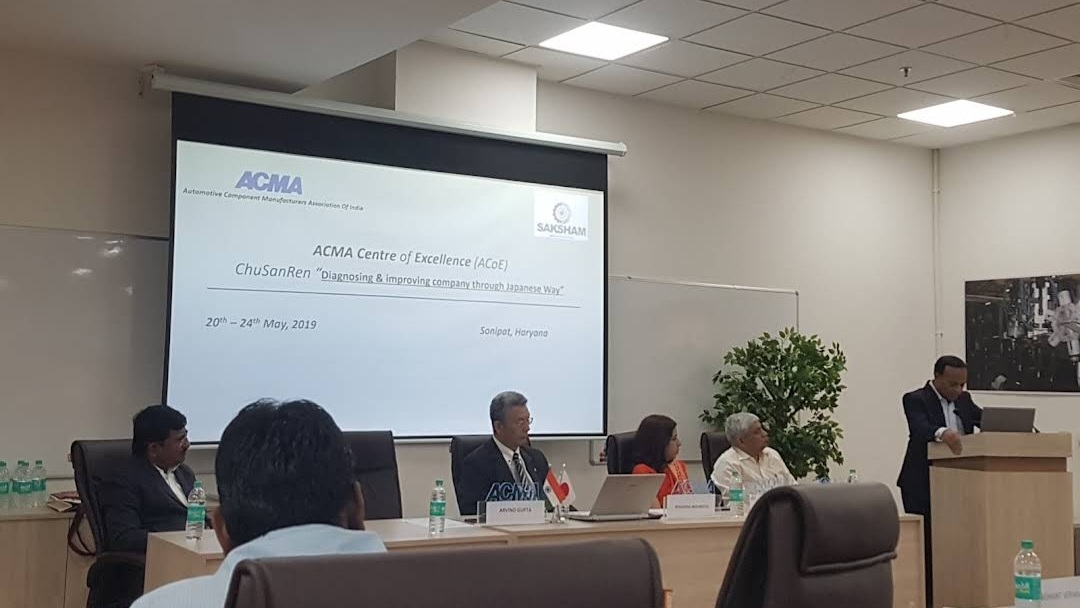 ACMA
Automotive Component Manufacturers Association Of India
SAKSHAM
ACMA Centre of Excellence (ACoE)
ChuSanRen "Diagnosing & improving company through Japanese Way"
20th – 24th May, 2019
Sonipat, Haryana
ACMA
ARVIND GUPTA